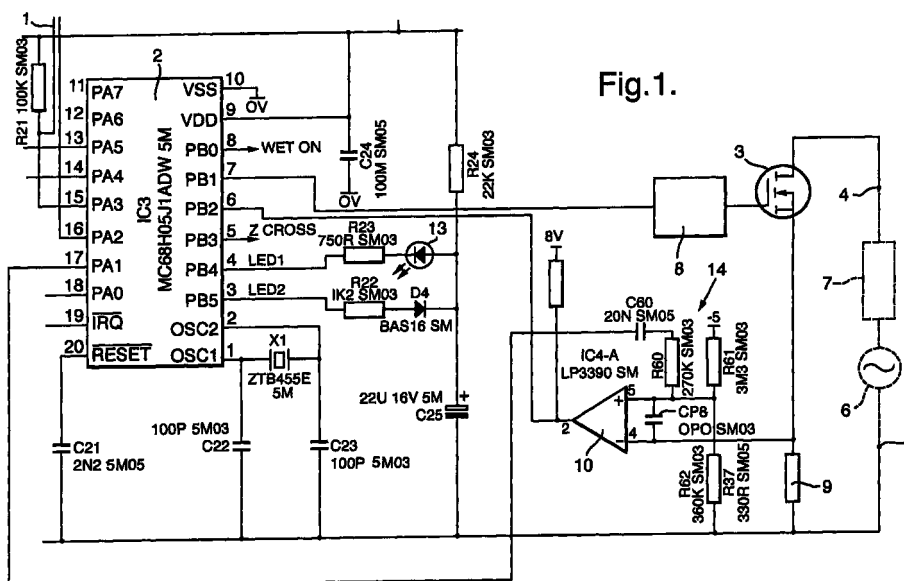 Fig.1.
1
2
3
4
R21 100K SM03
11 PA7
12 PA6
13 PA5
14 PA4
15 PA3
16 PA2
17 PA1
18 PA0
19 IRQ
20 RESET
IC3
MC68H05J1ADW 5M
VSS 10
VDD 9
PB0 8
PB1 7
PB2 6
PB3 5
PB4 4
PB5 3
OSC2 2
OSC1 1
0V
WET ON
Z CROSS
LED1
LED2
C24
100M SM05
0V
R24
22K SM03
R23
750R SM03
13
R22
IK2 SM03
D4
BAS16 SM
X1
ZTB455E
5M
22U 16V 5M
+
C25
C21
2N2 5M05
100P 5M03
C22
C23
100P 5M03
8V
8
14
C60
20N SM05
R60
270K SM03
-5
R61
3M3 SM03
IC4-A
LP3390 SM
5
+
2
4
−
10
CP8
OPO SM03
R62
360K SM03
R37
330R SM05
9
7
6